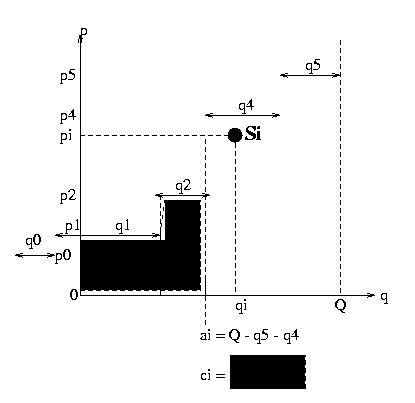 p
p5
q5
p4
q4
pi
Si
p2
q2
p1
q1
q0
p0
0
qi
Q
q
ai = Q - q5 - q4
ci =